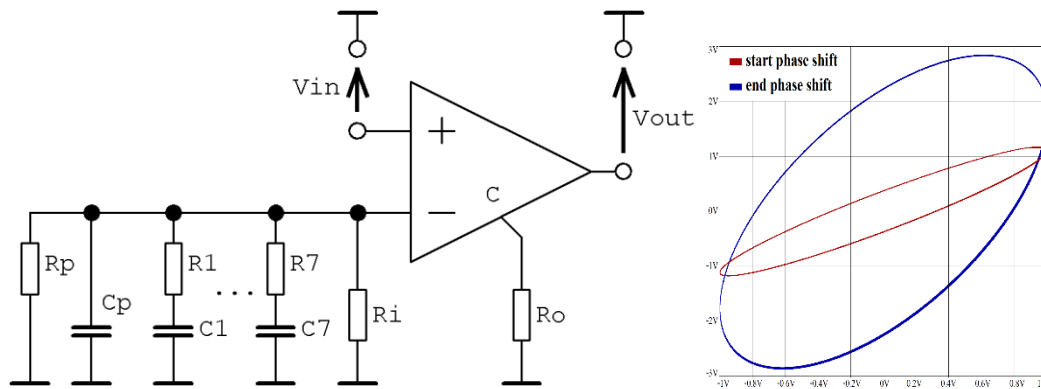 Vin
Vout
+
C
−
Rp
Cp
R1
R7
...
C1
C7
Ri
Ro
3V
2V
1V
0V
-1V
-2V
-3V
start phase shift
end phase shift
-1V -0.8V -0.6V -0.4V -0.2V 0V 0.2V 0.4V 0.6V 0.8V